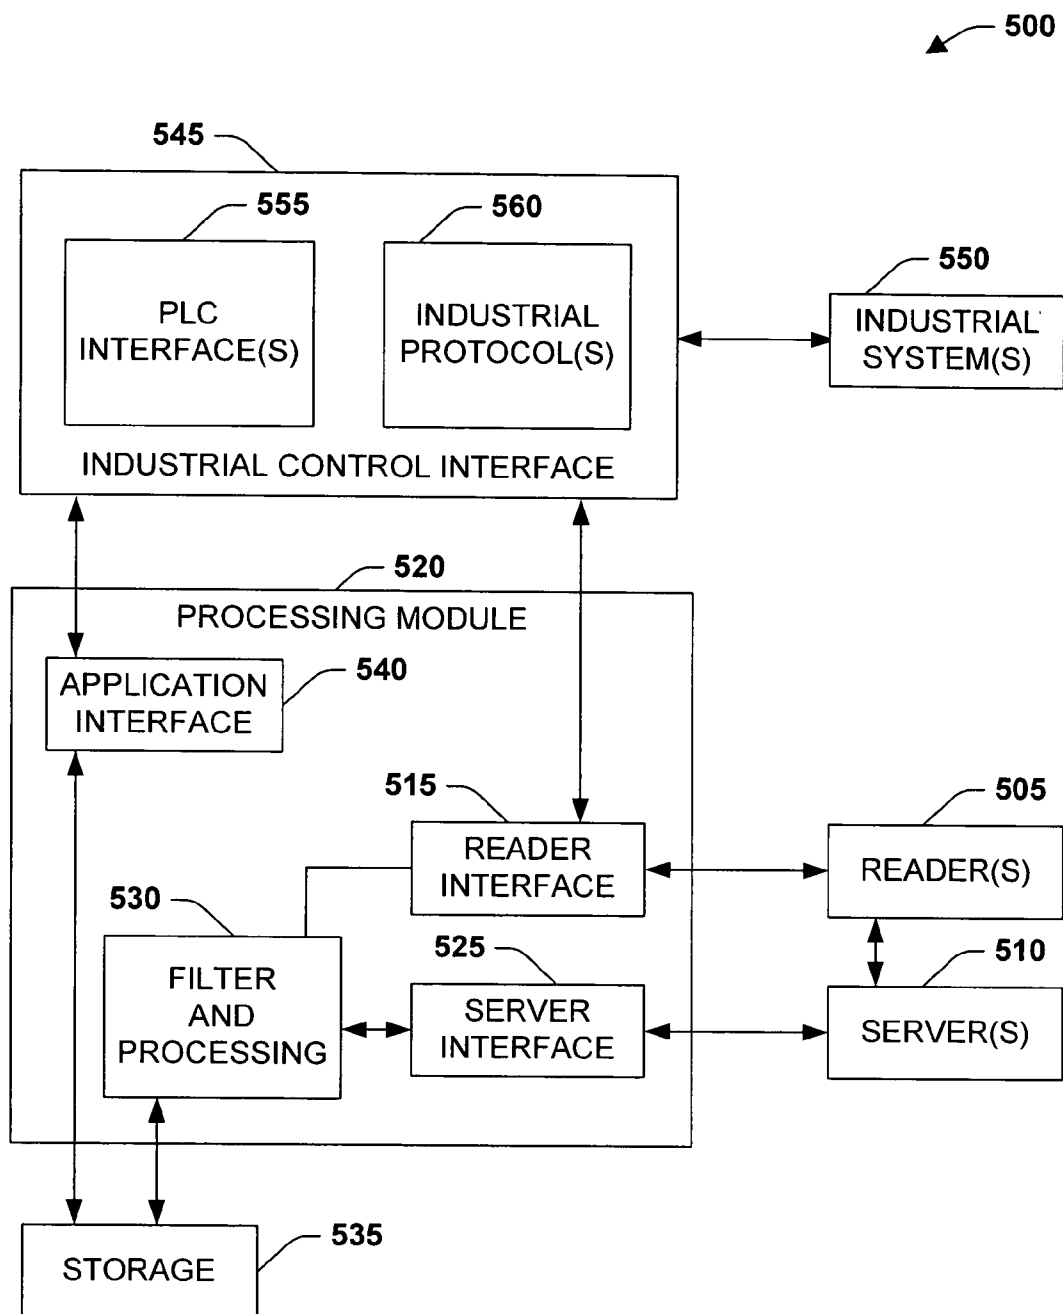 500
545
555
560
PLC
INTERFACE(S)
INDUSTRIAL
PROTOCOL(S)
550
INDUSTRIAL
SYSTEM(S)
INDUSTRIAL CONTROL INTERFACE
520
PROCESSING MODULE
540
APPLICATION
INTERFACE
515
READER
INTERFACE
505
READER(S)
530
FILTER
AND
PROCESSING
525
SERVER
INTERFACE
510
SERVER(S)
535
STORAGE